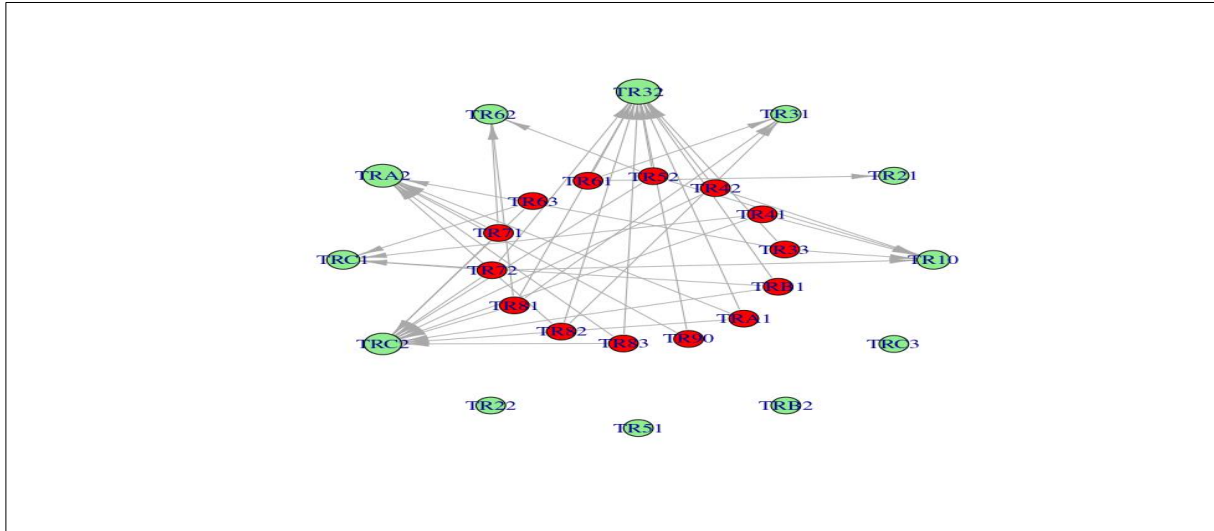 TR32
TR62
TR31
TRA2
TR61
TR52
TR21
TR42
TR63
TR41
TR71
TR33
TRC1
TR10
TR72
TRB1
TR81
TRA1
TR82
TR90
TR83
TRC2
TRC3
TR22
TRB2
TR51